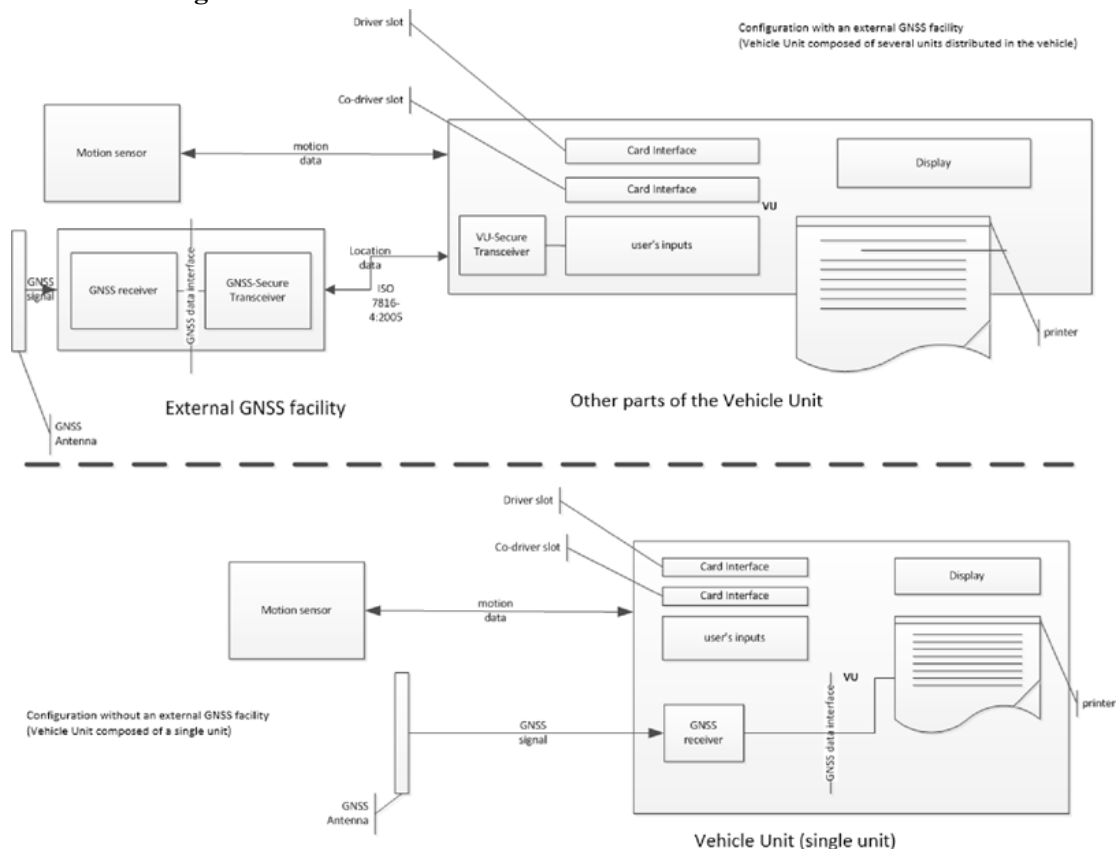 Driver slot
Configuration with an external GNSS facility
(Vehicle Unit composed of several units distributed in the vehicle)
Co-driver slot
Motion sensor
motion
data
Card Interface
Display
Card Interface
VU
VU-Secure
Transceiver
user's inputs
Location
data
GNSS
signal
GNSS receiver
GNSS data interface
GNSS-Secure
Transceiver
ISO
7816-
4:2005
printer
External GNSS facility
Other parts of the Vehicle Unit
GNSS
Antenna
Driver slot
Co-driver slot
Card Interface
Display
Card Interface
Motion sensor
motion
data
user's inputs
VU
Configuration without an external GNSS facility
(Vehicle Unit composed of a single unit)
printer
GNSS
signal
GNSS
receiver
GNSS data interface
GNSS
Antenna
Vehicle Unit (single unit)